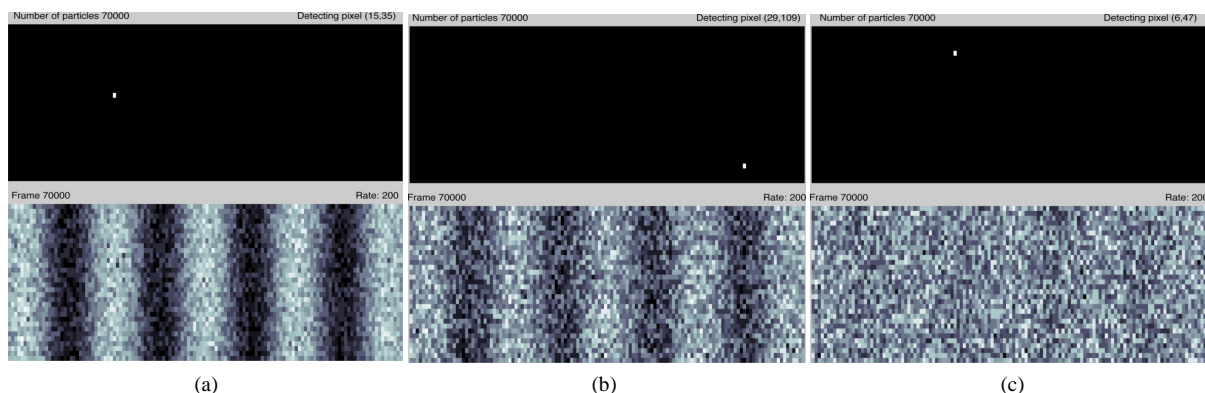 Number of particles 70000 Detecting pixel (15,35)
Frame 70000 Rate: 200
(a)
Number of particles 70000 Detecting pixel (29,109)
Frame 70000 Rate: 200
(b)
Number of particles 70000 Detecting pixel (6,47)
Frame 70000 Rate: 200
(c)